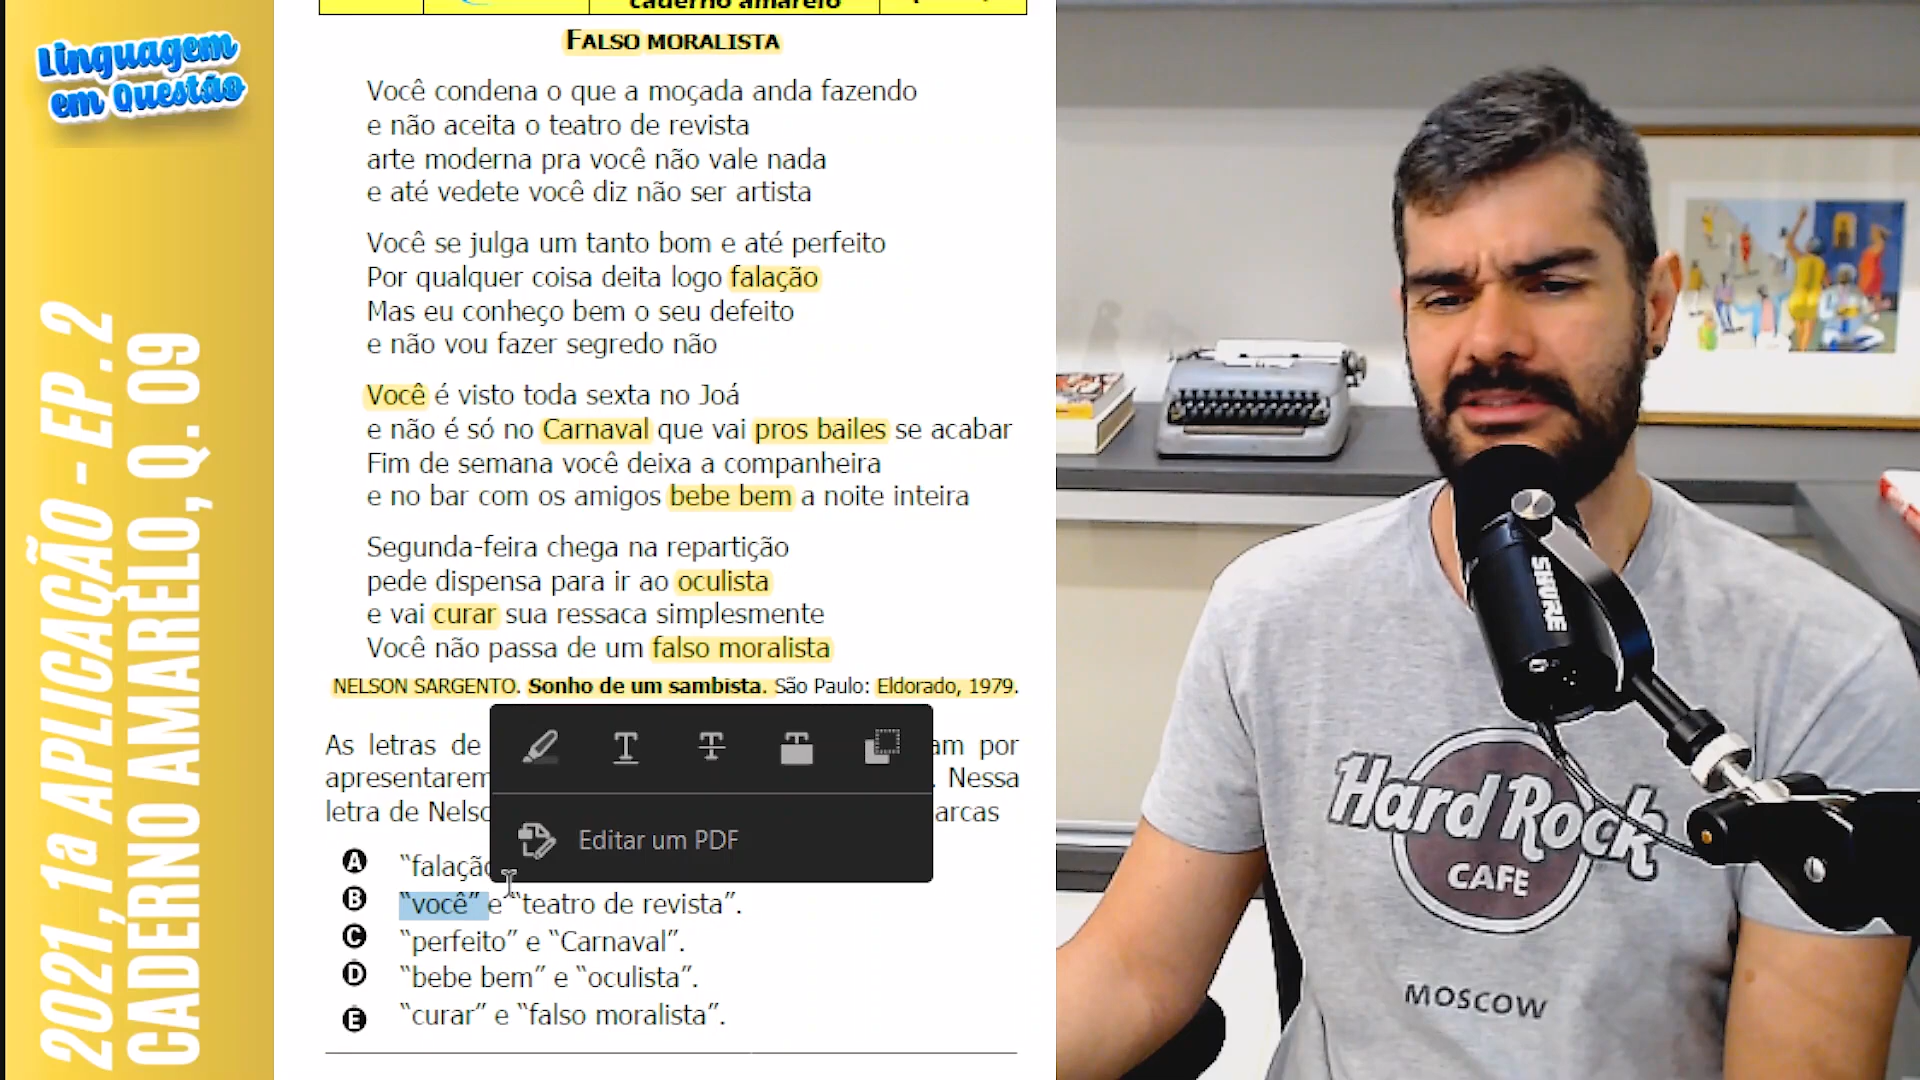 Linguagem
em Questão
2021, 1a APLICAÇÃO - EP. 2
CADERNO AMARELO, Q. 09
caderno amarelo
FALSO MORALISTA
Você condena o que a moçada anda fazendo
e não aceita o teatro de revista
arte moderna pra você não vale nada
e até vedete você diz não ser artista
Você se julga um tanto bom e até perfeito
Por qualquer coisa deita logo falação
Mas eu conheço bem o seu defeito
e não vou fazer segredo não
Você é visto toda sexta no Joá
e não é só no Carnaval que vai pros bailes se acabar
Fim de semana você deixa a companheira
e no bar com os amigos bebe bem a noite inteira
Segunda-feira chega na repartição
pede dispensa para ir ao oculista
e vai curar sua ressaca simplesmente
Você não passa de um falso moralista
NELSON SARGENTO. Sonho de um sambista. São Paulo: Eldorado, 1979.
As letras de am por
apresentarem . Nessa
letra de Nelso arcas
Editar um PDF
A "falação
B "você" e "teatro de revista".
C "perfeito" e "Carnaval".
D "bebe bem" e "oculista".
E "curar" e "falso moralista".
SHURE
Hard Rock
CAFE
MOSCOW